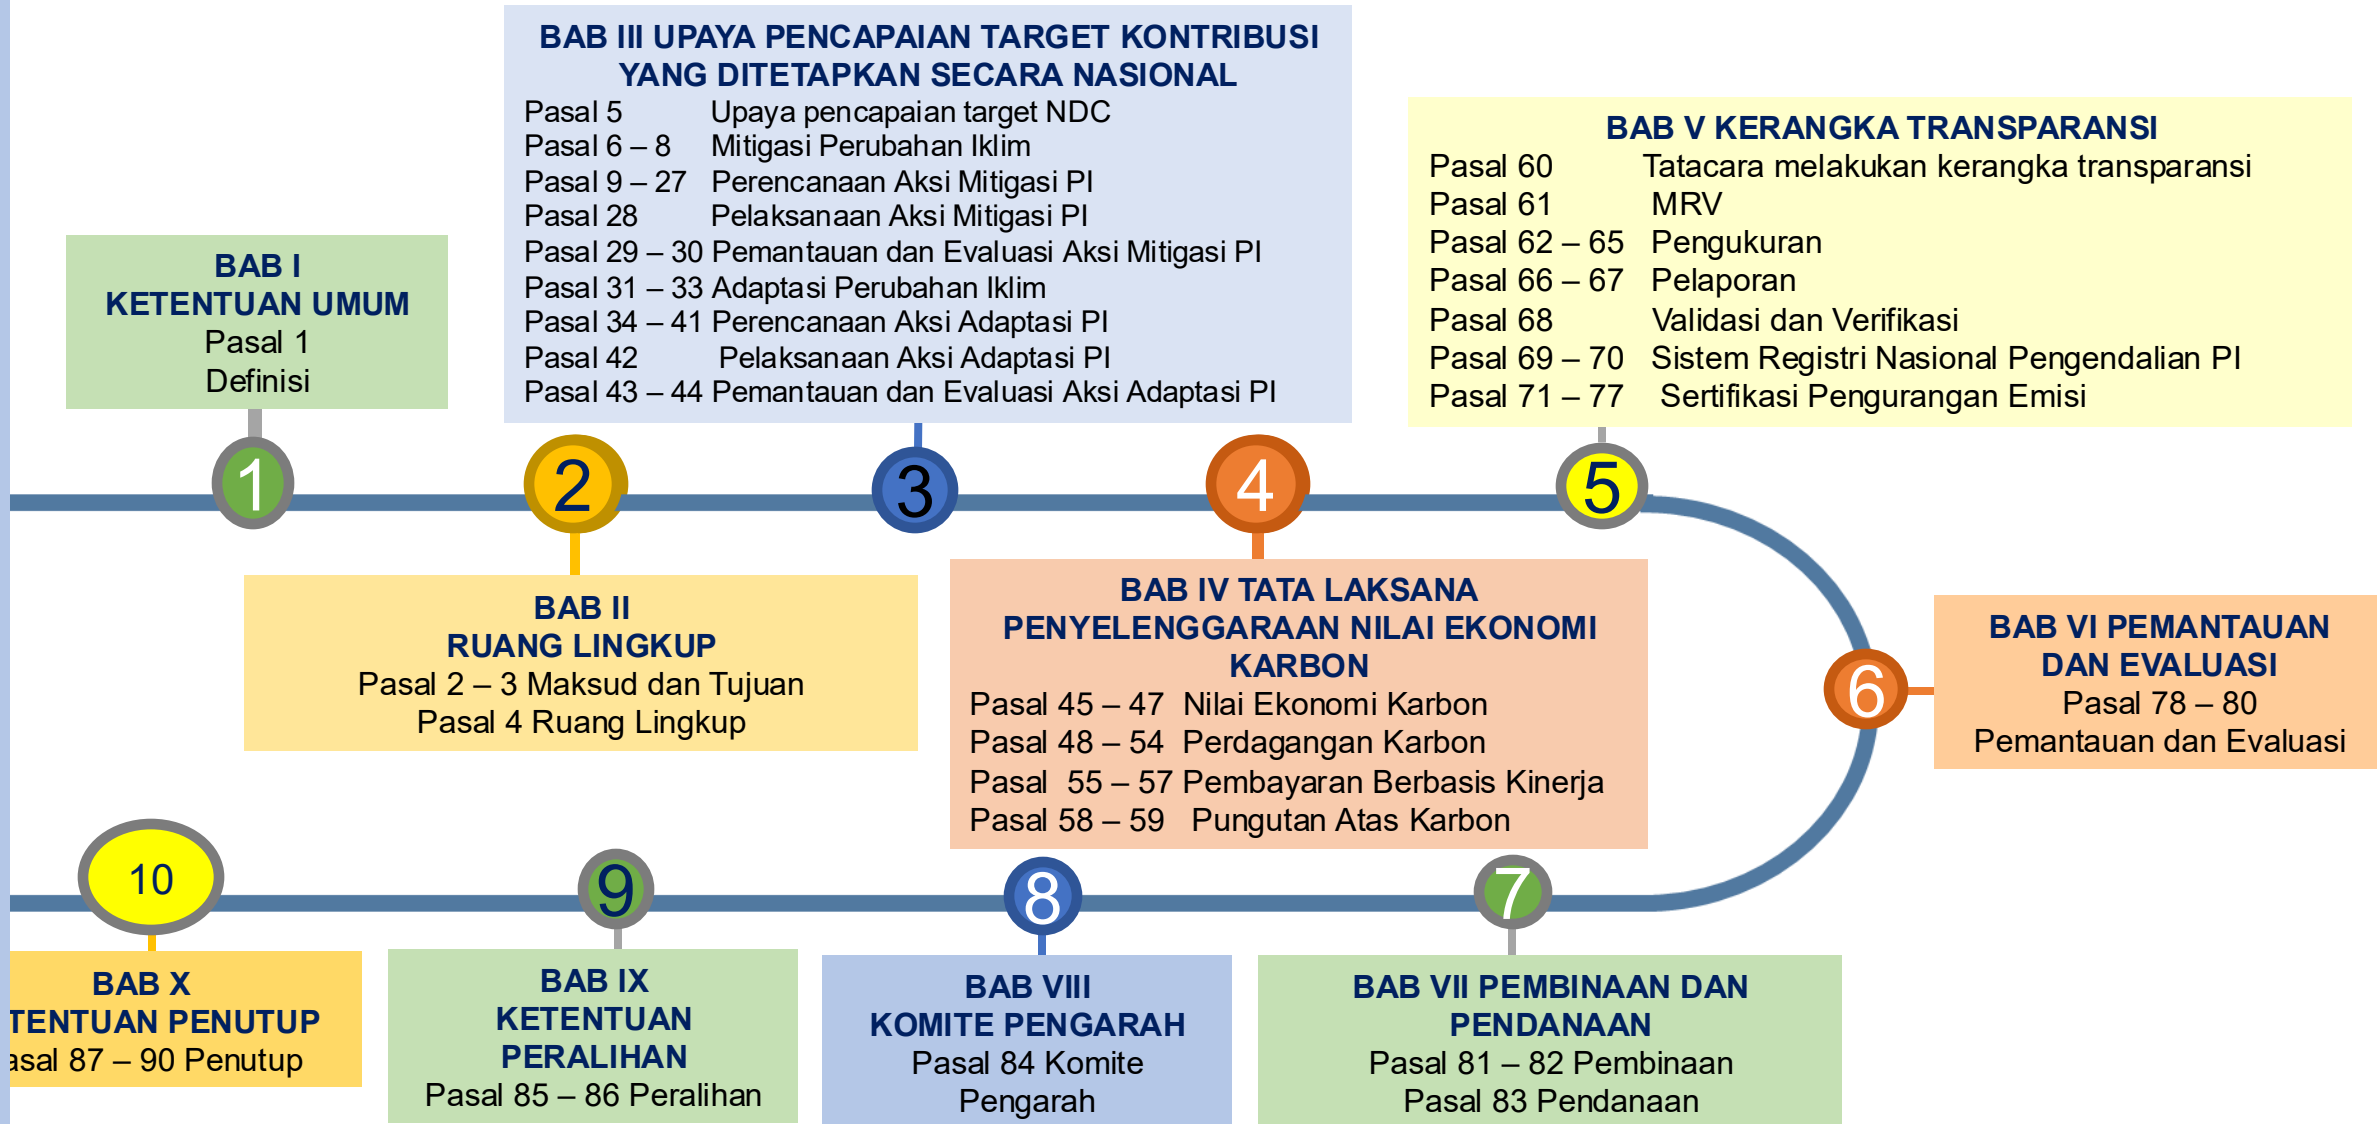 BAB I
KETENTUAN UMUM
Pasal 1
Definisi
1
BAB II
RUANG LINGKUP
Pasal 2 – 3 Maksud dan Tujuan
Pasal 4 Ruang Lingkup
2
BAB III UPAYA PENCAPAIAN TARGET KONTRIBUSI
YANG DITETAPKAN SECARA NASIONAL
Pasal 5 Upaya pencapaian target NDC
Pasal 6 – 8 Mitigasi Perubahan Iklim
Pasal 9 – 27 Perencanaan Aksi Mitigasi PI
Pasal 28 Pelaksanaan Aksi Mitigasi PI
Pasal 29 – 30 Pemantauan dan Evaluasi Aksi Mitigasi PI
Pasal 31 – 33 Adaptasi Perubahan Iklim
Pasal 34 – 41 Perencanaan Aksi Adaptasi PI
Pasal 42 Pelaksanaan Aksi Adaptasi PI
Pasal 43 – 44 Pemantauan dan Evaluasi Aksi Adaptasi PI
3
4
BAB IV TATA LAKSANA
PENYELENGGARAAN NILAI EKONOMI
KARBON
Pasal 45 – 47 Nilai Ekonomi Karbon
Pasal 48 – 54 Perdagangan Karbon
Pasal 55 – 57 Pembayaran Berbasis Kinerja
Pasal 58 – 59 Pungutan Atas Karbon
BAB V KERANGKA TRANSPARANSI
Pasal 60 Tatacara melakukan kerangka transparansi
Pasal 61 MRV
Pasal 62 – 65 Pengukuran
Pasal 66 – 67 Pelaporan
Pasal 68 Validasi dan Verifikasi
Pasal 69 – 70 Sistem Registri Nasional Pengendalian PI
Pasal 71 – 77 Sertifikasi Pengurangan Emisi
5
6
BAB VI PEMANTAUAN
DAN EVALUASI
Pasal 78 – 80
Pemantauan dan Evaluasi
7
BAB VII PEMBINAAN DAN
PENDANAAN
Pasal 81 – 82 Pembinaan
Pasal 83 Pendanaan
8
BAB VIII
KOMITE PENGARAH
Pasal 84 Komite
Pengarah
9
BAB IX
KETENTUAN
PERALIHAN
Pasal 85 – 86 Peralihan
10
BAB X
TENTUAN PENUTUP
asal 87 – 90 Penutup